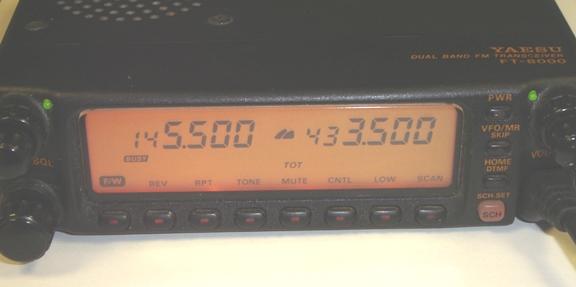 YAESU
DUAL BAND FM TRANSCEIVER
FT-8000
PWR
145.500 433.500
VFO/MR
SKIP
BUSY
TOT
SQL
VOL
HOME
DTMF
F/W REV RPT TONE MUTE CNTL LOW SCAN
SCH·SET
SCH